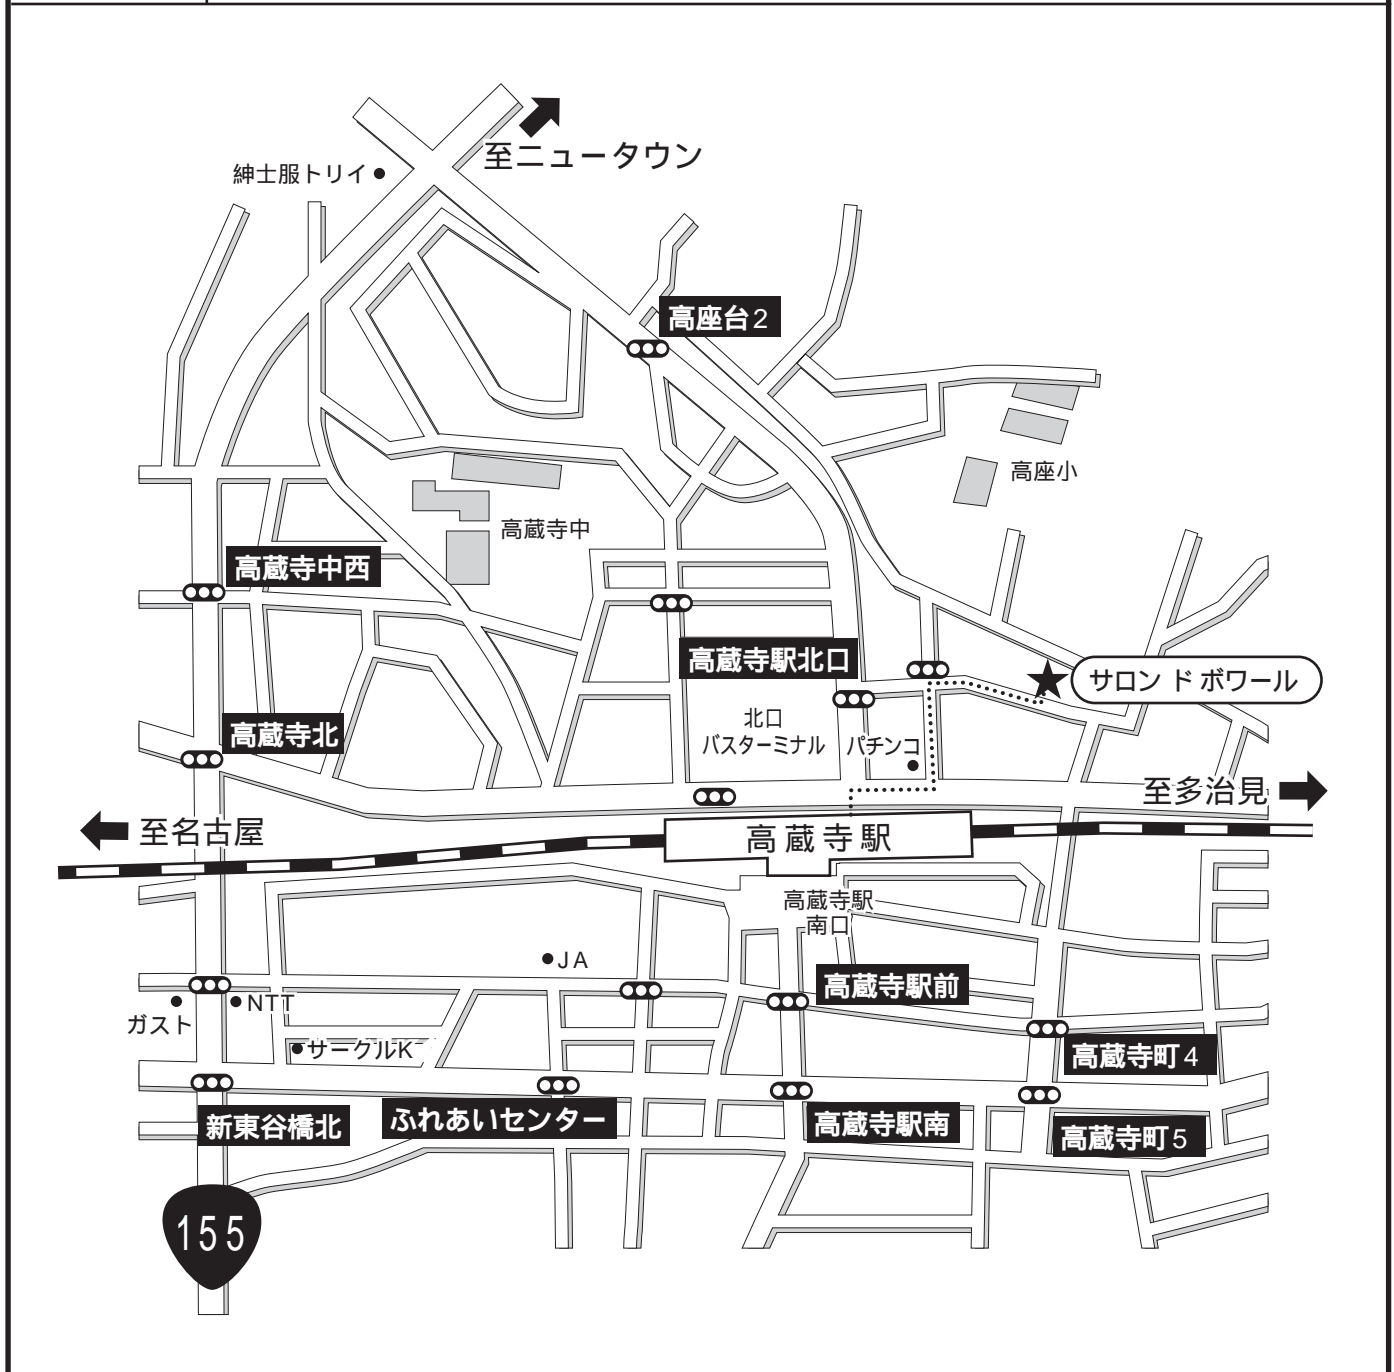 至ニュータウン
紳士服トリイ
高座台2
高座小
高蔵寺中
高蔵寺中西
高蔵寺駅北口
サロン ド ボワール
高蔵寺北
北口
バスターミナル
パチンコ
至多治見
至名古屋
高蔵寺駅
高蔵寺駅
南口
JA
高蔵寺駅前
NTT
ガスト
サークルK
高蔵寺町4
新東谷橋北
ふれあいセンター
高蔵寺駅南
高蔵寺町5
155